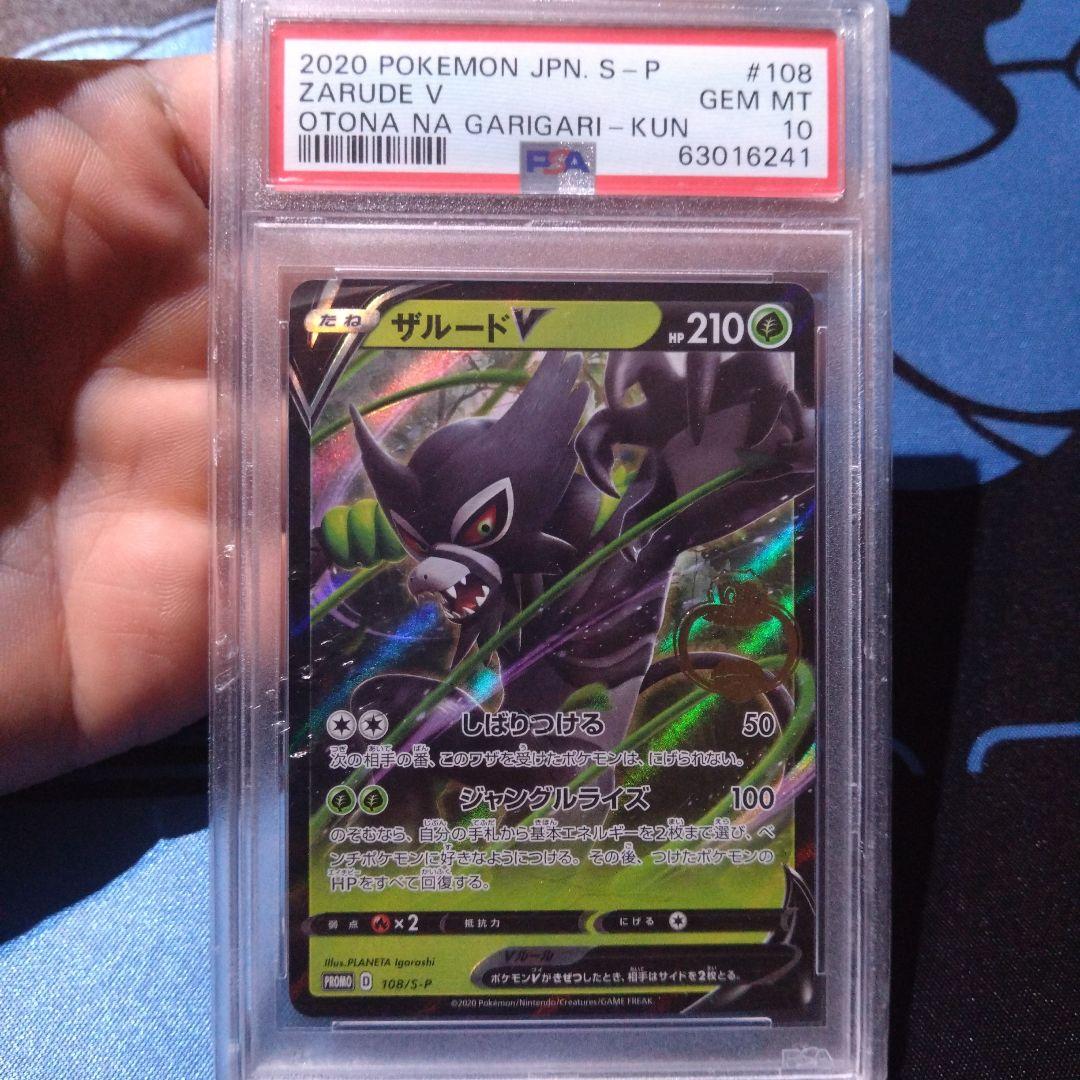 2020 POKEMON JPN. S-P #108
ZARUDE V GEM MT
OTONA NA GARIGARI-KUN 10
PSA 63016241
たね ザルードV HP210
しばりつける 50
次の相手の番、このワザを受けたポケモンは、にげられない。
ジャングルライズ 100
のぞむなら、自分の手札から基本エネルギーを2枚まで選び、ベ
ンチポケモンに好きなようにつける。その後、つけたポケモンの
HPをすべて回復する。
弱点 ×2 抵抗力 にげる
Illus.PLANETA Igarashi
Vルール
ポケモンVがきぜつしたとき、相手はサイドを2枚とる。
PROMO D 108/S-P
©2020 Pokémon/Nintendo/Creatures/GAME FREAK
PSA